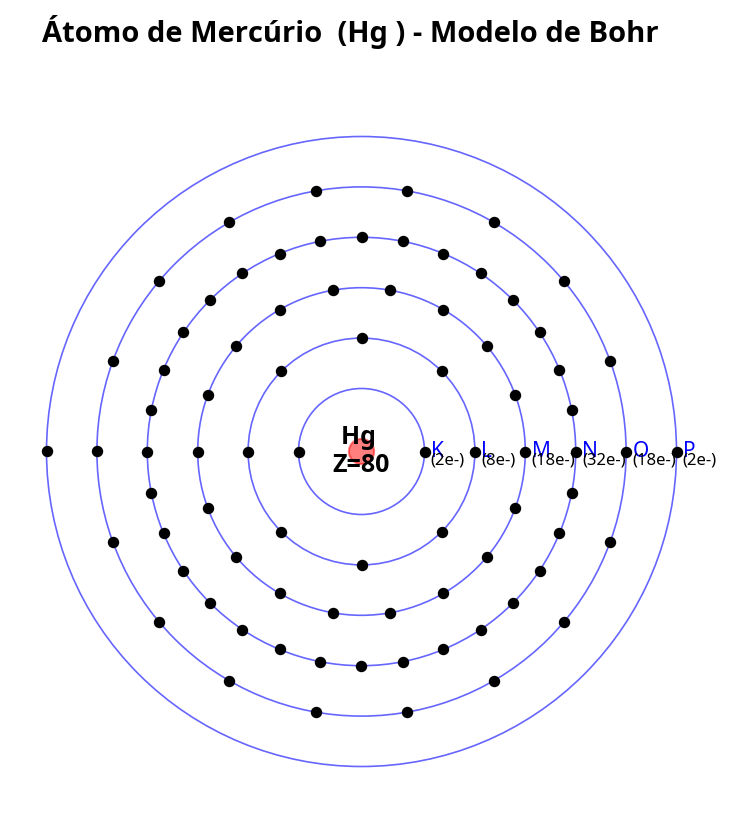 Átomo de Mercúrio  (Hg ) - Modelo de Bohr
Hg
Z=80
K
(2e-)
L
(8e-)
M
(18e-)
N
(32e-)
O
(18e-)
P
(2e-)